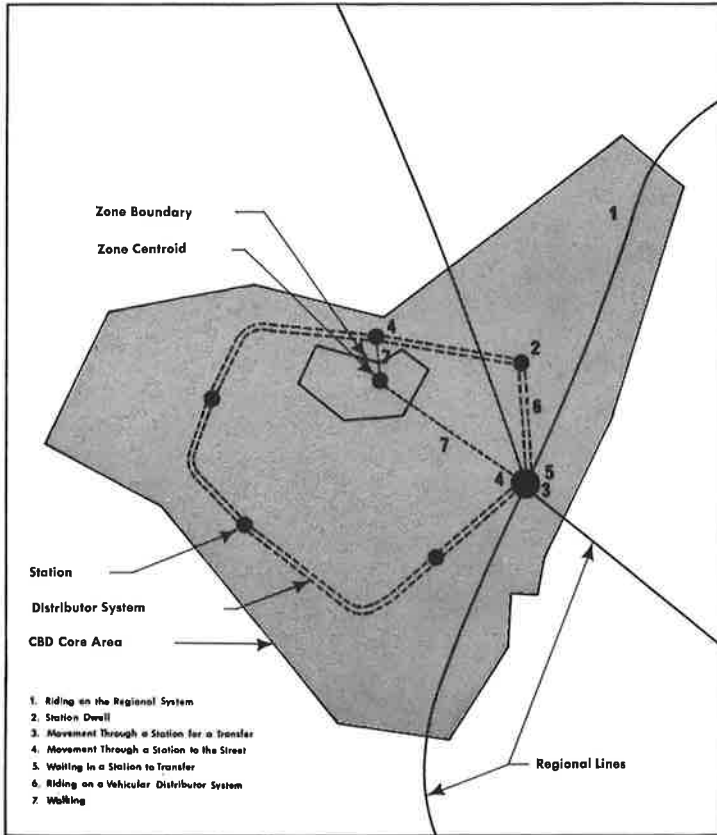 1
Zone Boundary
Zone Centroid
4
2
7
6
7
4
5
3
Station
Distributor System
CBD Core Area
1. Riding on the Regional System
2. Station Dwell
3. Movement Through a Station for a Transfer
4. Movement Through a Station to the Street
5. Waiting in a Station to Transfer
6. Riding on a Vehicular Distributor System
7. Walking
Regional Lines